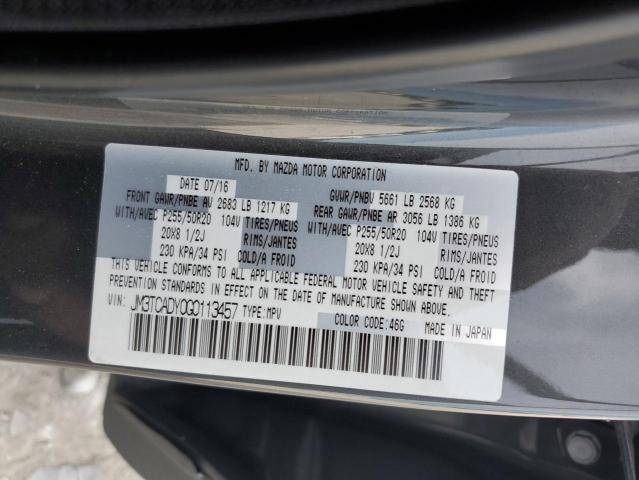 MFD. BY MAZDA MOTOR CORPORATION
DATE 07/16
FRONT GAWR/PNBE AV 2683 LB 1217 KG
WITH/AVEC P255/50R20 104V TIRES/PNEUS
20X8 1/2J RIMS/JANTES
230 KPA/34 PSI COLD/A FROID
GVWR/PNBV 5661 LB 2568 KG
REAR GAWR/PNBE AR 3056 LB 1386 KG
WITH/AVEC P255/50R20 104V TIRES/PNEUS
20X8 1/2J RIMS/JANTES
230 KPA/34 PSI COLD/A FROID
THIS VEHICLE CONFORMS TO ALL APPLICABLE FEDERAL MOTOR VEHICLE SAFETY AND THEFT
PREVENTION STANDARDS IN EFFECT ON THE DATE OF MANUFACTURE SHOWN ABOVE.
VIN: JM3TCADY0G0113457 TYPE:MPV
COLOR CODE:46G MADE IN JAPAN